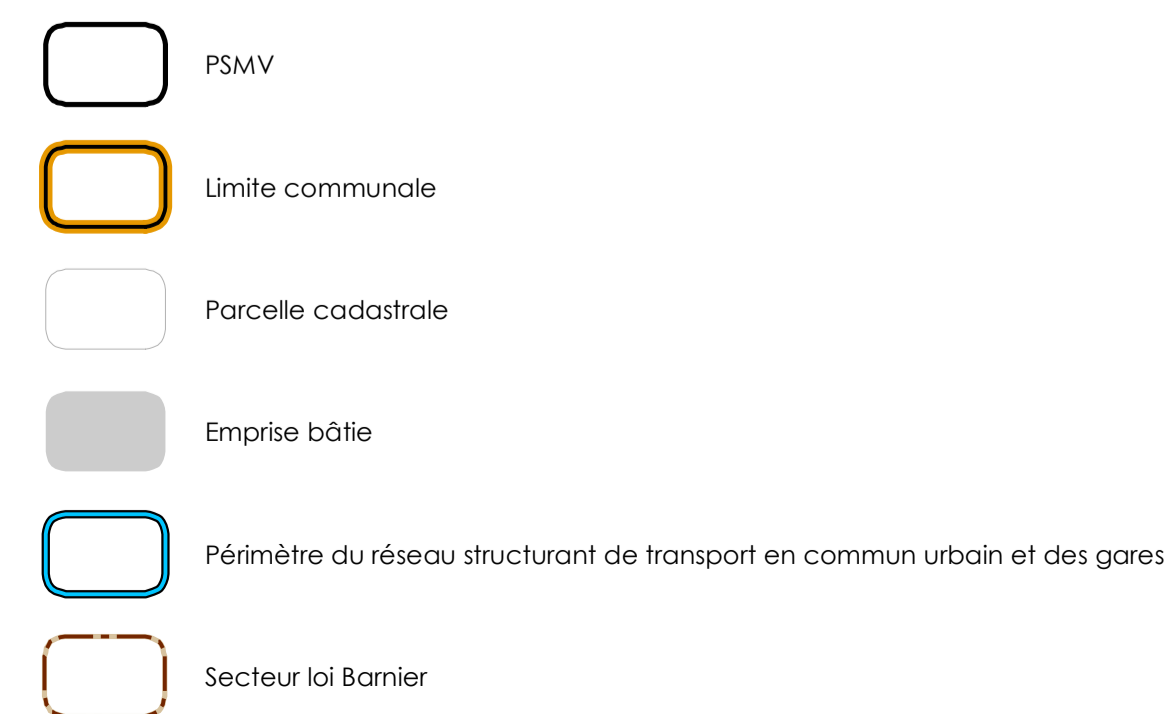 PSMV
Limite communale
Parcelle cadastrale
Emprise bâtie
Périmètre du réseau structurant de transport en commun urbain et des gares
Secteur loi Barnier